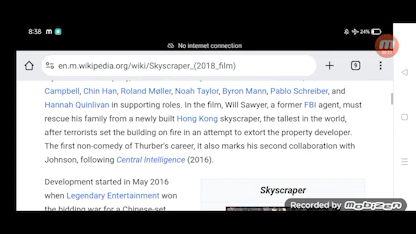 8:38
24%
No internet connection
en.m.wikipedia.org/wiki/Skyscraper_(2018_film)
9
Campbell, Chin Han, Roland Møller, Noah Taylor, Byron Mann, Pablo Schreiber, and
Hannah Quinlivan in supporting roles. In the film, Will Sawyer, a former FBI agent, must
rescue his family from a newly built Hong Kong skyscraper, the tallest in the world,
after terrorists set the building on fire in an attempt to extort the property developer.
The first non-comedy of Thurber's career, it also marks his second collaboration with
Johnson, following Central Intelligence (2016).
Development started in May 2016
when Legendary Entertainment won
the bidding war for a Chinese-set
Skyscraper
Recorded by mobizen